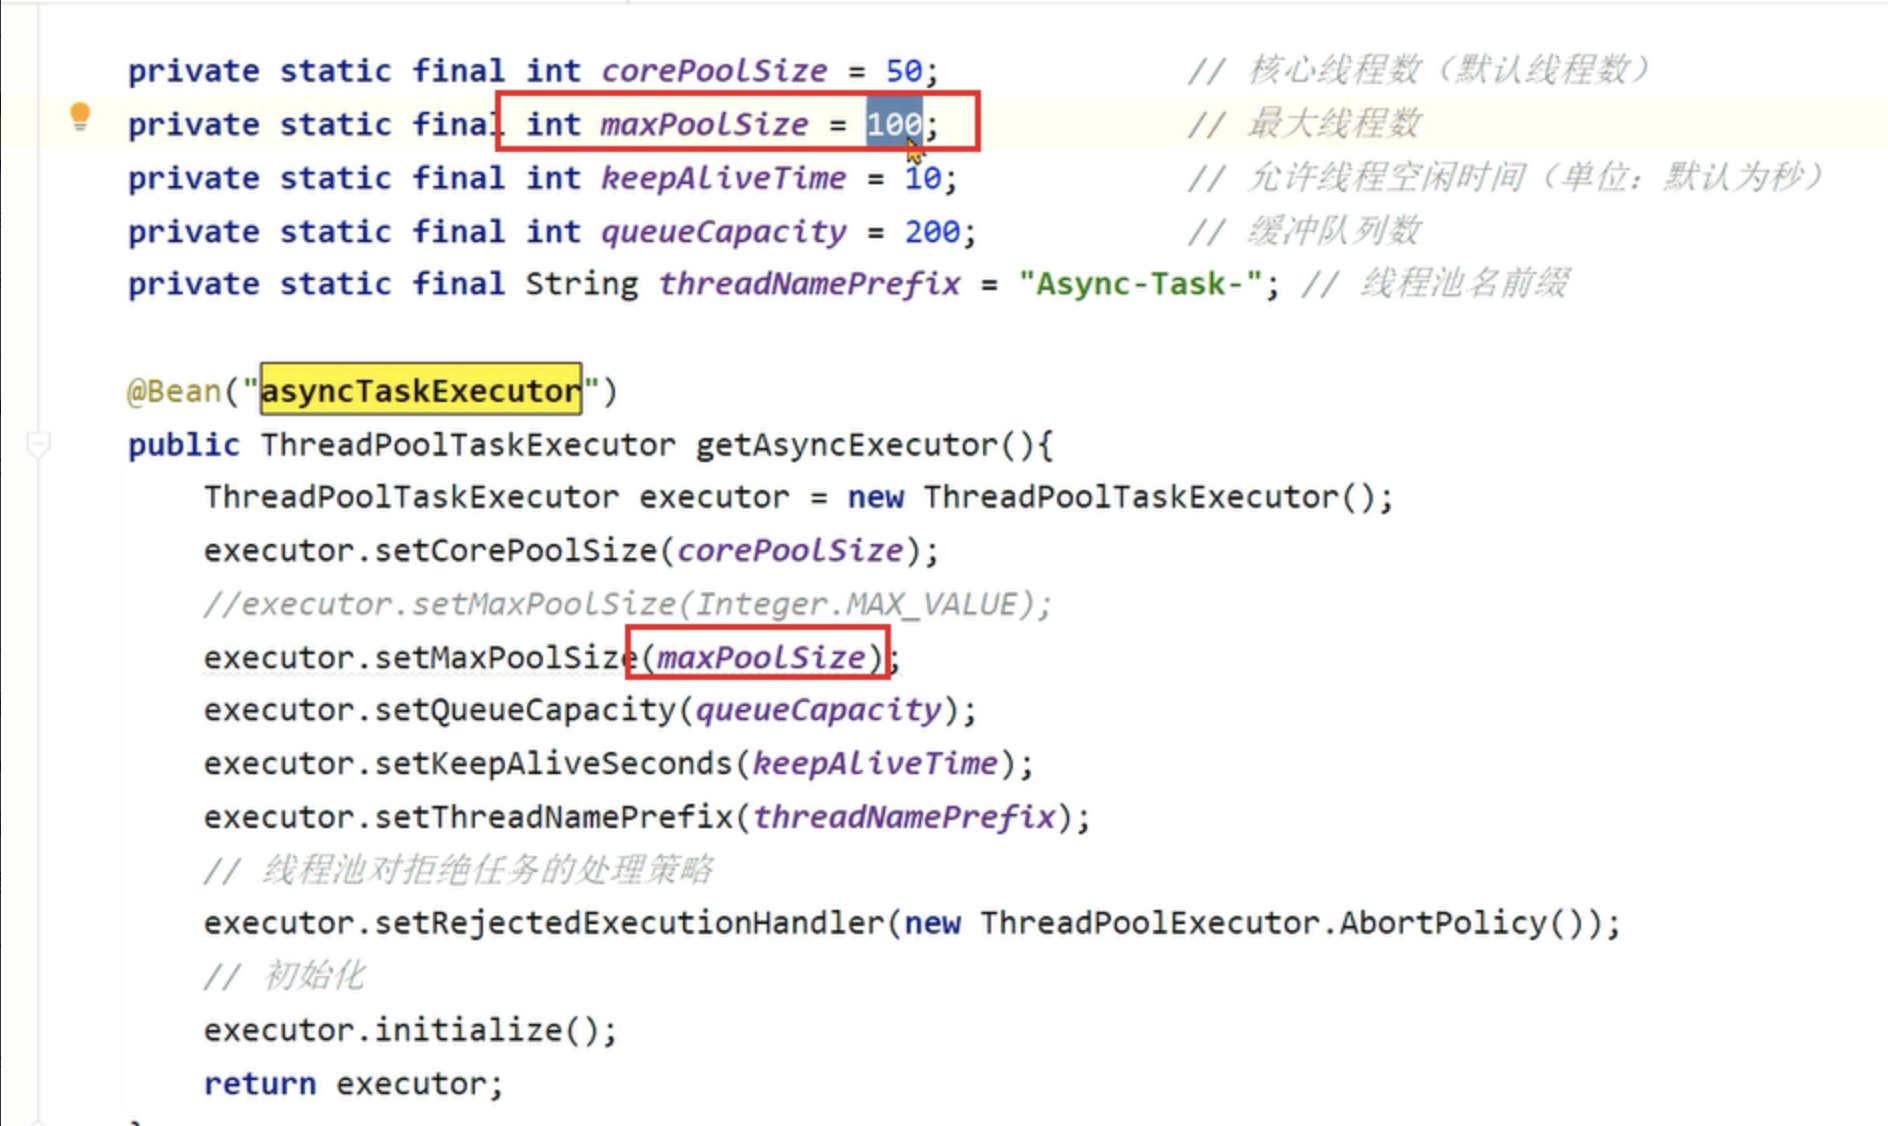 private static final int corePoolSize = 50; // 核心线程数（默认线程数）
private static final int maxPoolSize = 100; // 最大线程数
private static final int keepAliveTime = 10; // 允许线程空闲时间（单位：默认为秒）
private static final int queueCapacity = 200; // 缓冲队列数
private static final String threadNamePrefix = "Async-Task-"; // 线程池名前缀
@Bean("asyncTaskExecutor")
public ThreadPoolTaskExecutor getAsyncExecutor(){
ThreadPoolTaskExecutor executor = new ThreadPoolTaskExecutor();
executor.setCorePoolSize(corePoolSize);
//executor.setMaxPoolSize(Integer.MAX_VALUE);
executor.setMaxPoolSize(maxPoolSize);
executor.setQueueCapacity(queueCapacity);
executor.setKeepAliveSeconds(keepAliveTime);
executor.setThreadNamePrefix(threadNamePrefix);
// 线程池对拒绝任务的处理策略
executor.setRejectedExecutionHandler(new ThreadPoolExecutor.AbortPolicy());
// 初始化
executor.initialize();
return executor;